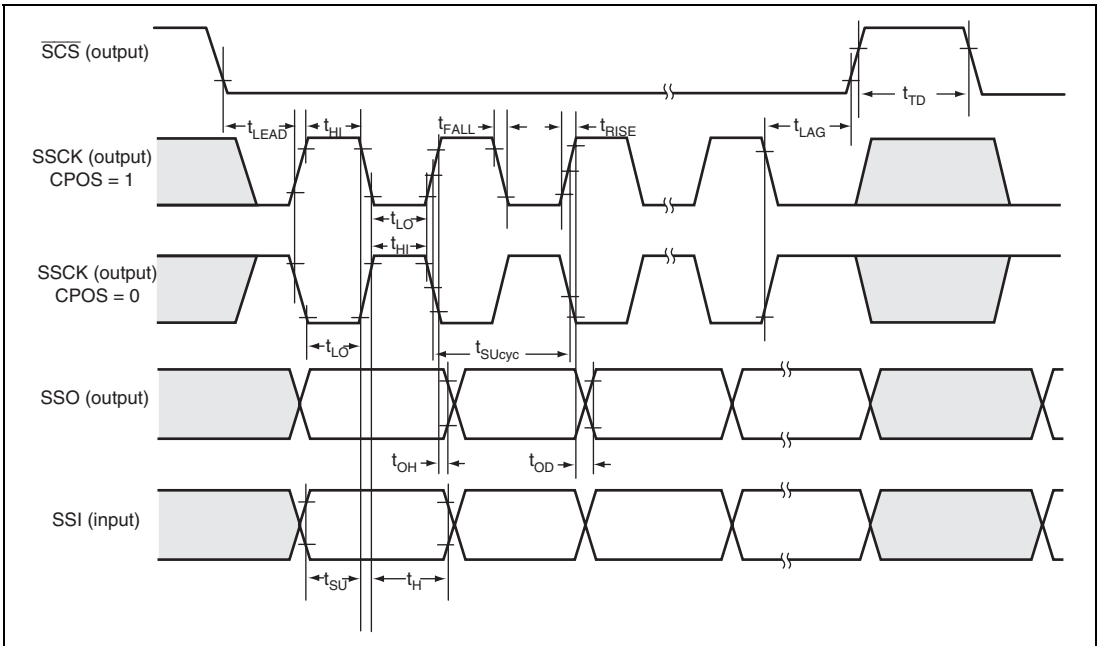 SCS (output)
tTD
tLEAD
tHI
tFALL
tRISE
tLAG
SSCK (output)
CPOS = 1
tLO
tHI
SSCK (output)
CPOS = 0
tLO
tSUcyc
SSO (output)
tOH
tOD
SSI (input)
tSU
tH